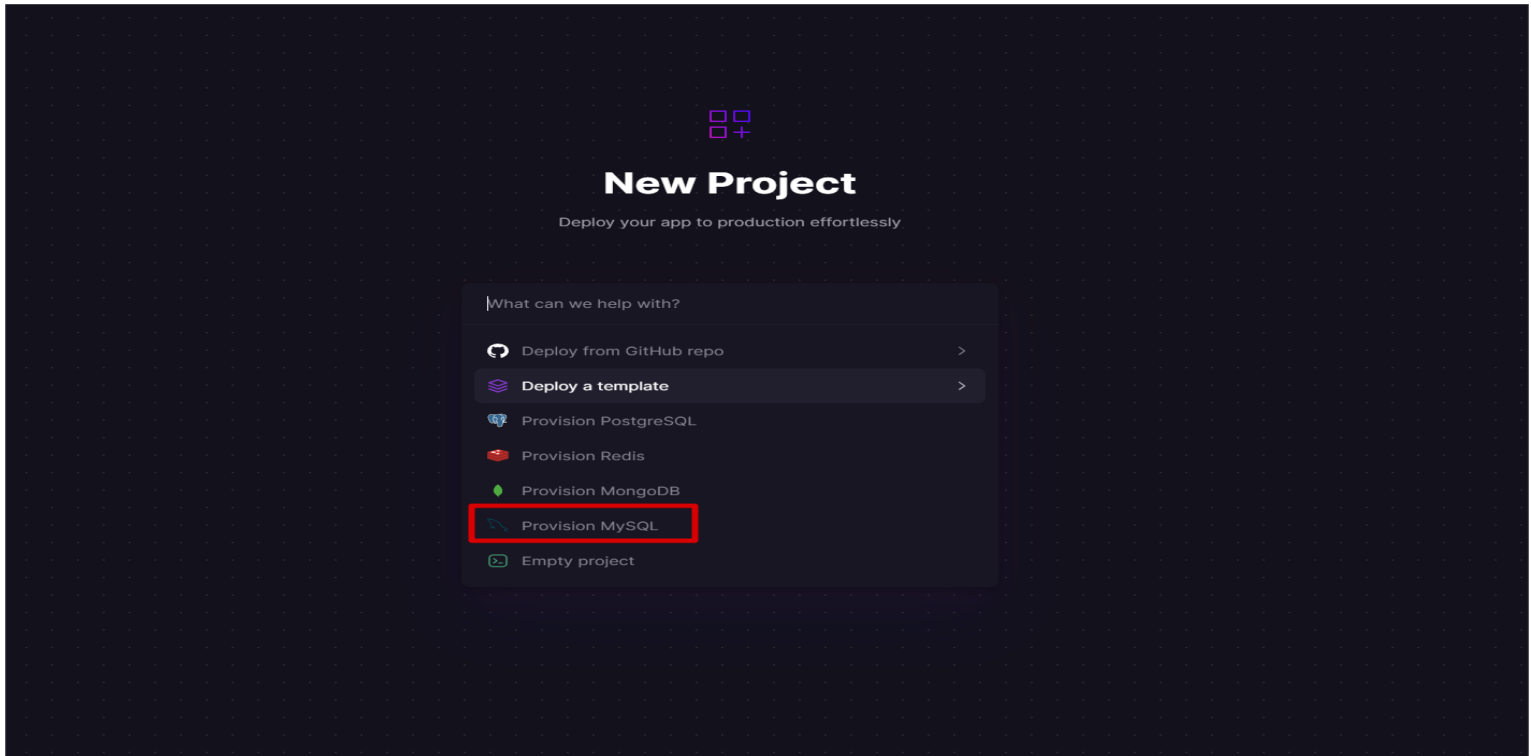 New Project
Deploy your app to production effortlessly
What can we help with?
Deploy from GitHub repo
Deploy a template
Provision PostgreSQL
Provision Redis
Provision MongoDB
Provision MySQL
Empty project